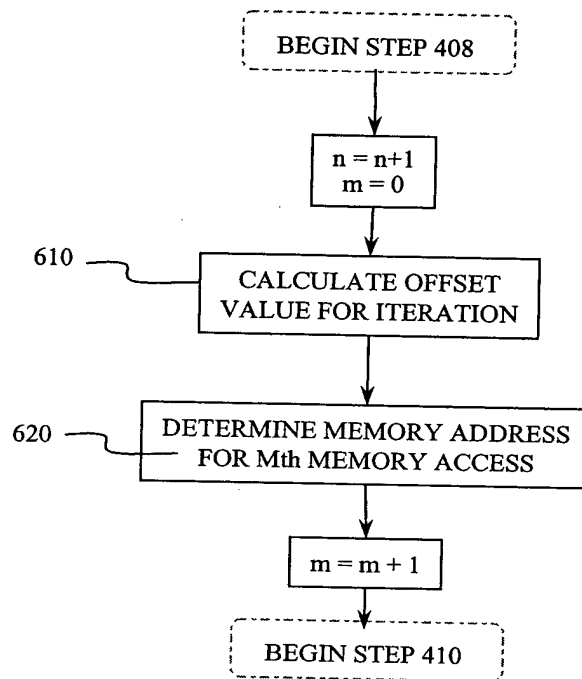 BEGIN STEP 408
n = n+1
m = 0
610
CALCULATE OFFSET
VALUE FOR ITERATION
620
DETERMINE MEMORY ADDRESS
FOR Mth MEMORY ACCESS
m = m + 1
BEGIN STEP 410